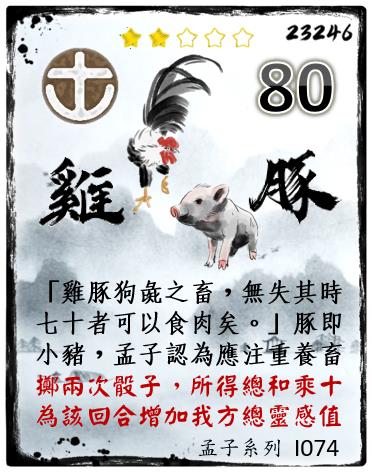 23246
80
雞 豚
「雞豚狗彘之畜，無失其時
七十者可以食肉矣。」豚即
小豬，孟子認為應注重養畜
擲兩次骰子，所得總和乘十
為該回合增加我方總靈感值
孟子系列 1074